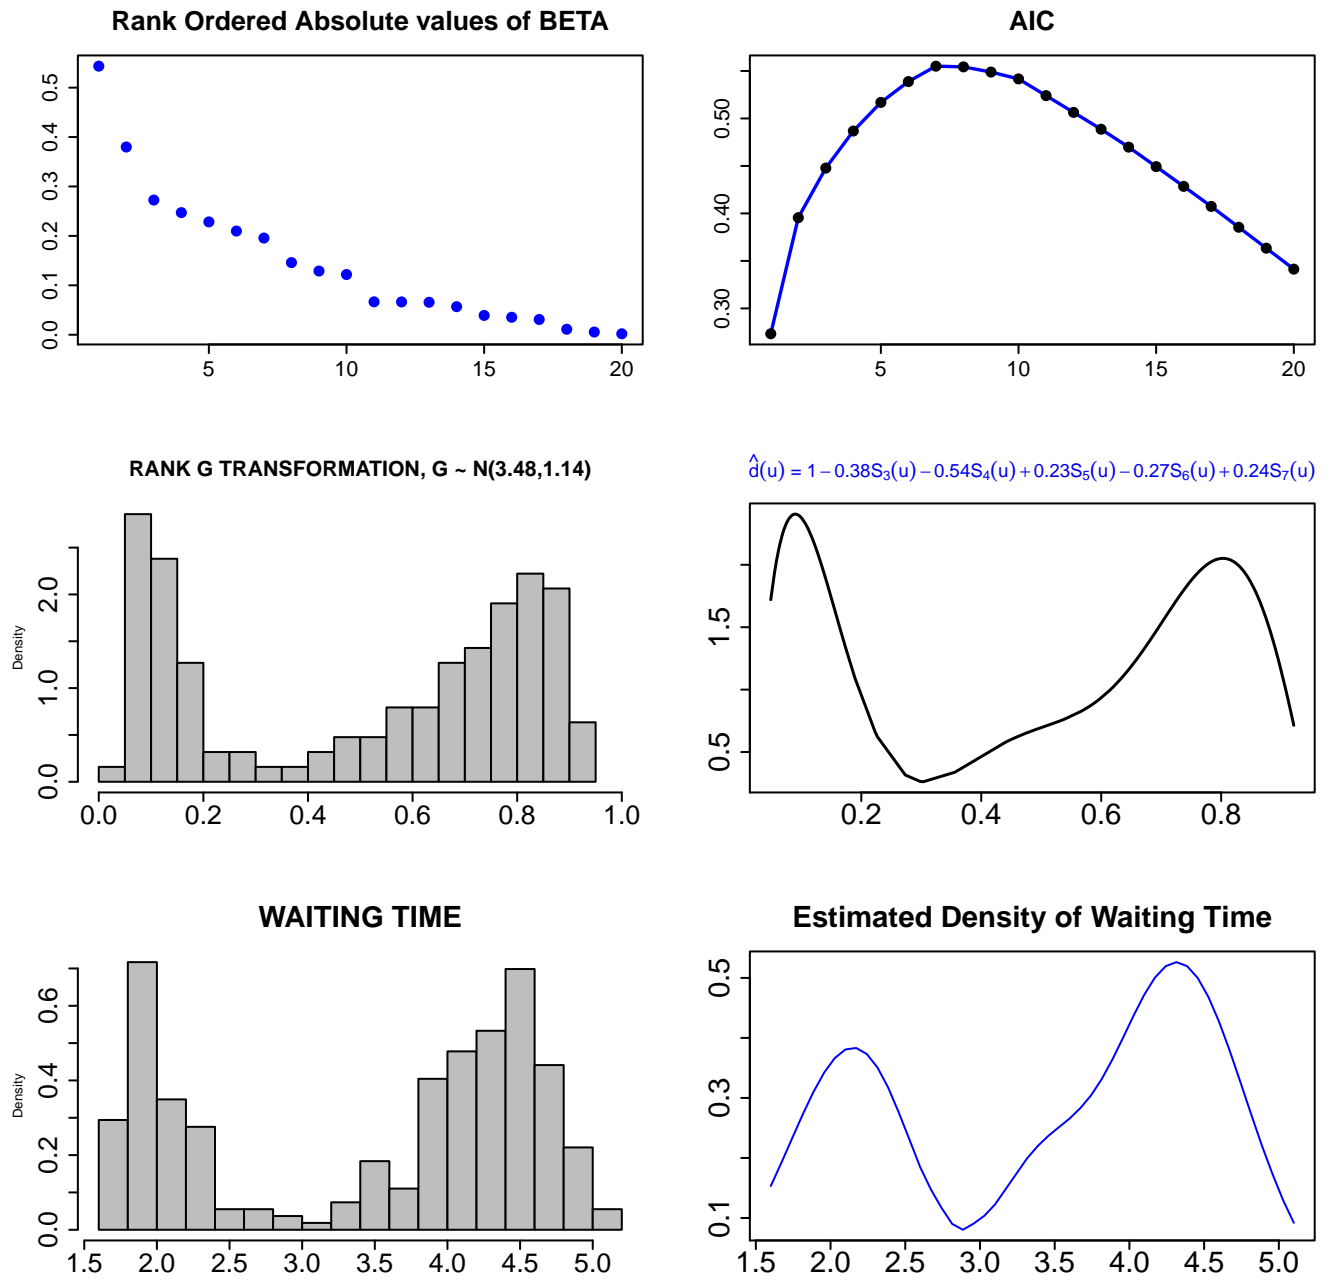 Rank Ordered Absolute values of BETA
0.0 0.1 0.2 0.3 0.4 0.5
5 10 15 20
AIC
0.30 0.40 0.50
5 10 15 20
RANK G TRANSFORMATION, G ~ N(3.48,1.14)
Density
0.0 1.0 2.0
0.0 0.2 0.4 0.6 0.8 1.0
d̂(u) = 1 − 0.38S₃(u) − 0.54S₄(u) + 0.23S₅(u) − 0.27S₆(u) + 0.24S₇(u)
0.5 1.5
0.2 0.4 0.6 0.8
WAITING TIME
Density
0.0 0.2 0.4 0.6
1.5 2.0 2.5 3.0 3.5 4.0 4.5 5.0
Estimated Density of Waiting Time
0.1 0.3 0.5
1.5 2.0 2.5 3.0 3.5 4.0 4.5 5.0